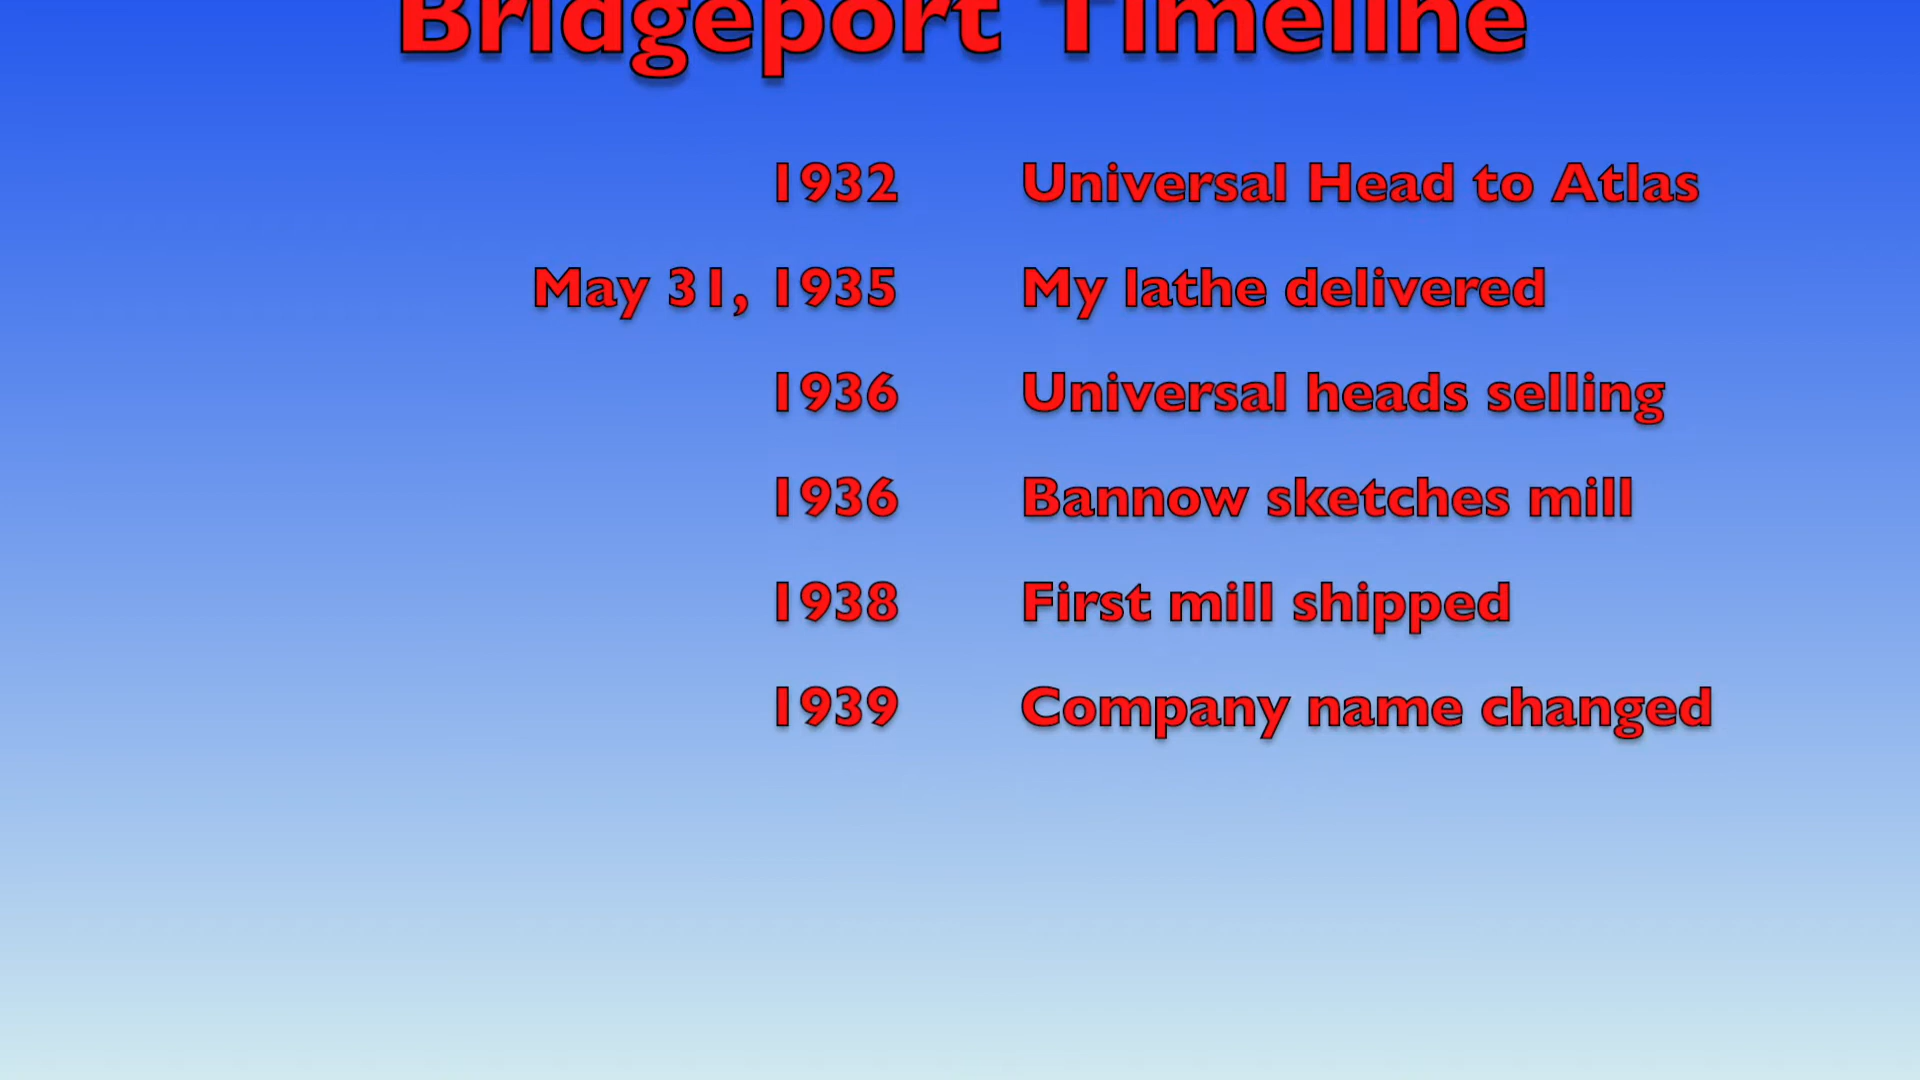 Bridgeport Timeline
1932 Universal Head to Atlas
May 31, 1935 My lathe delivered
1936 Universal heads selling
1936 Bannow sketches mill
1938 First mill shipped
1939 Company name changed